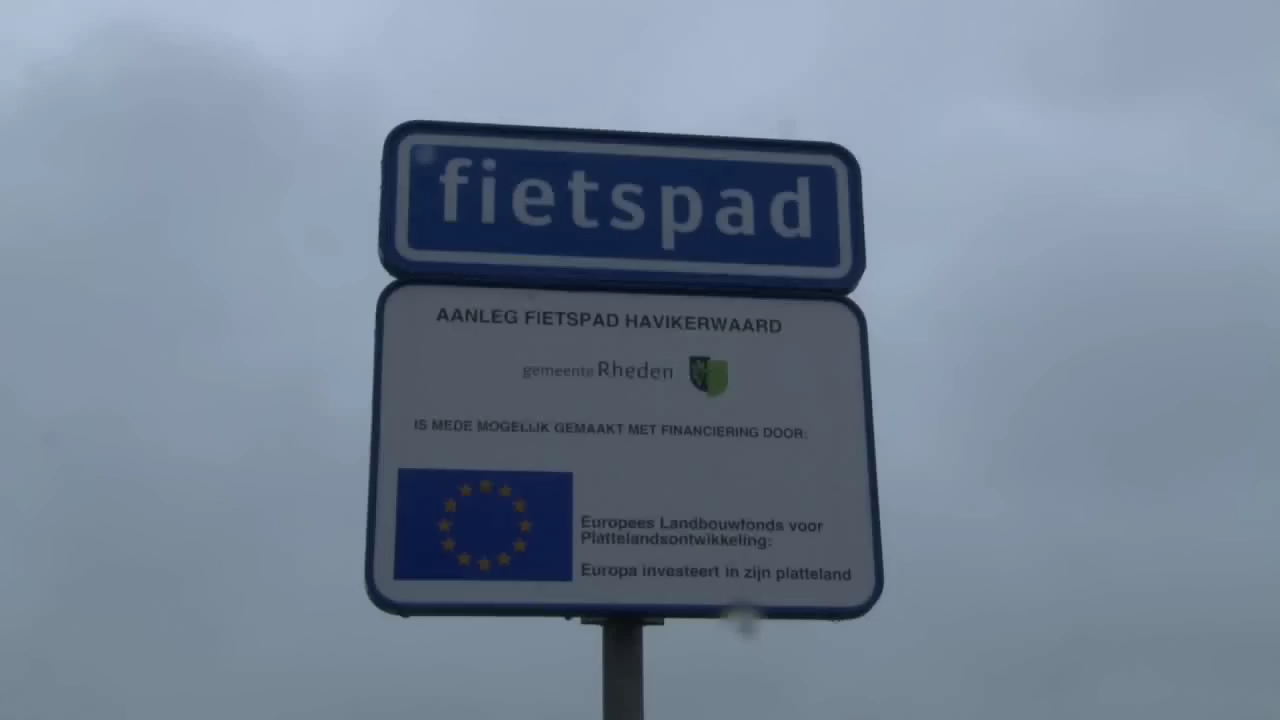 fietspad
AANLEG FIETSPAD HAVIKERWAARD
gemeente Rheden
IS MEDE MOGELIJK GEMAAKT MET FINANCIERING DOOR:
Europees Landbouwfonds voor
Plattelandsontwikkeling:
Europa investeert in zijn platteland